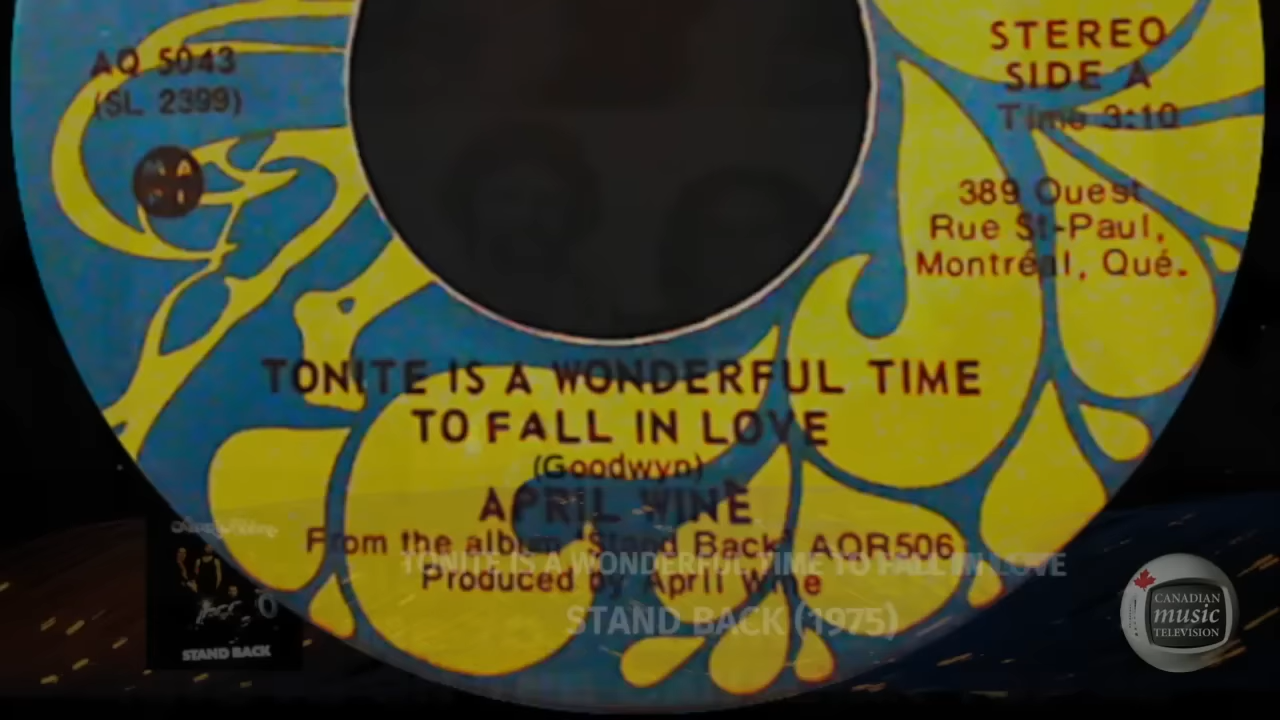 AQ 5043
(SL 2399)
STEREO
SIDE A
Time 3:10
389 Ouest
Rue St-Paul,
Montréal, Qué.
TONITE IS A WONDERFUL TIME
TO FALL IN LOVE
(Goodwyn)
APRIL WINE
From the album "Stand Back" AQR506
Produced by April Wine
TONITE IS A WONDERFUL TIME TO FALL IN LOVE
STAND BACK (1975)
STAND BACK
CANADIAN
music
TELEVISION